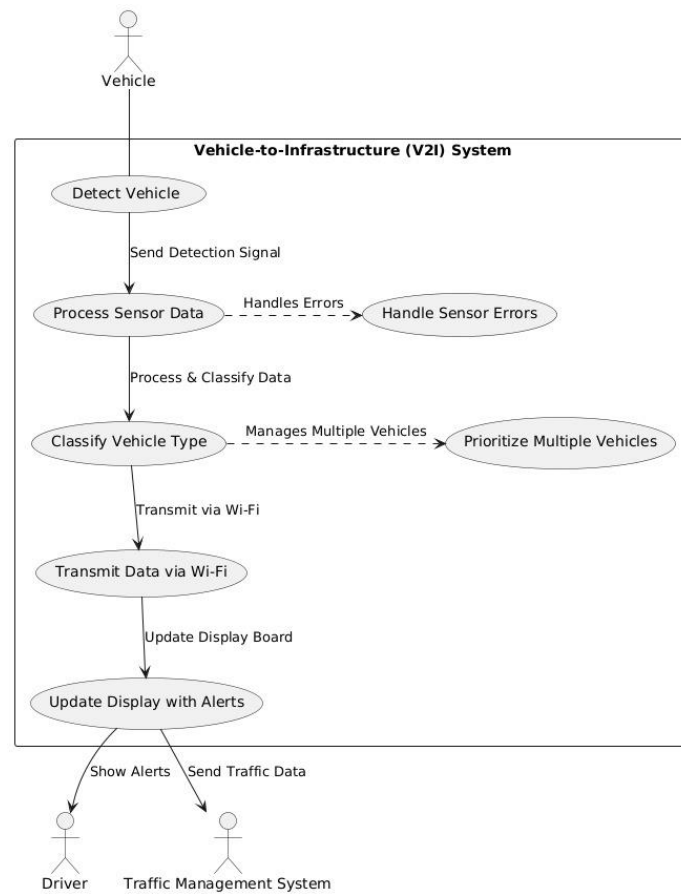 Vehicle
Vehicle-to-Infrastructure (V2I) System
Detect Vehicle
Send Detection Signal
Process Sensor Data
Handles Errors
Handle Sensor Errors
Process & Classify Data
Classify Vehicle Type
Manages Multiple Vehicles
Prioritize Multiple Vehicles
Transmit via Wi-Fi
Transmit Data via Wi-Fi
Update Display Board
Update Display with Alerts
Show Alerts
Send Traffic Data
Driver
Traffic Management System